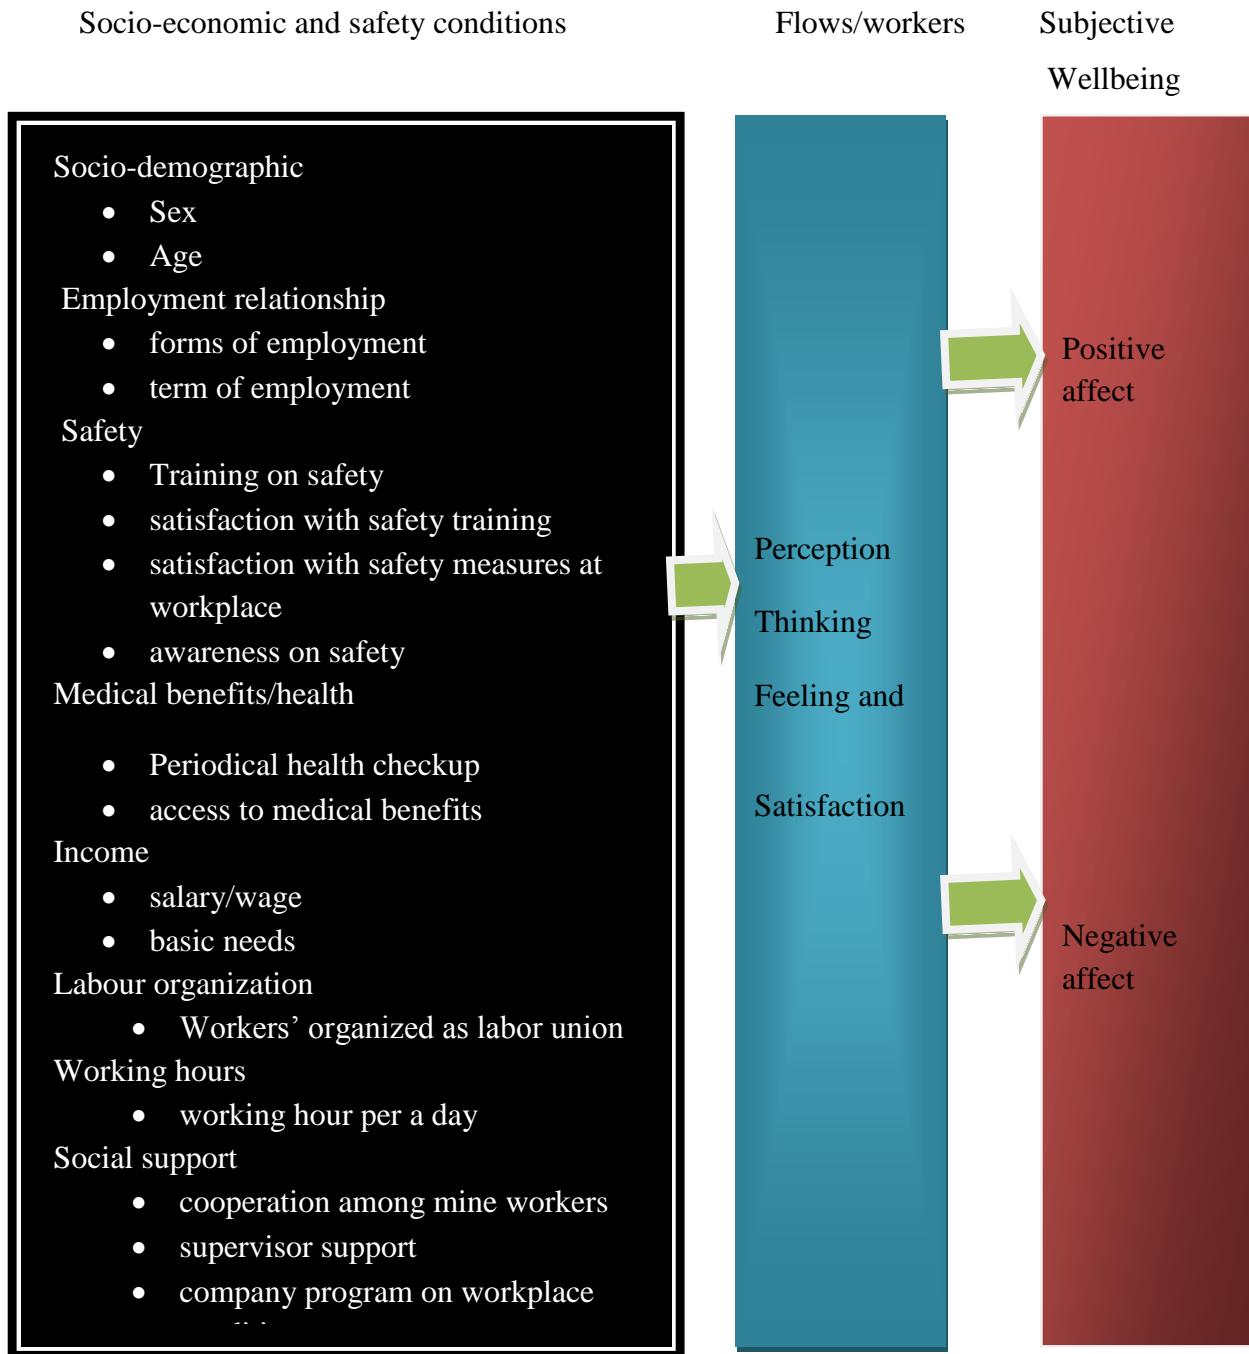 Socio-economic and safety conditions
Flows/workers
Subjective
Wellbeing
Socio-demographic
• Sex
• Age
Employment relationship
• forms of employment
• term of employment
Safety
• Training on safety
• satisfaction with safety training
• satisfaction with safety measures at
workplace
• awareness on safety
Medical benefits/health
• Periodical health checkup
• access to medical benefits
Income
• salary/wage
• basic needs
Labour organization
• Workers’ organized as labor union
Working hours
• working hour per a day
Social support
• cooperation among mine workers
• supervisor support
• company program on workplace
Perception
Thinking
Feeling and
Satisfaction
Positive
affect
Negative
affect